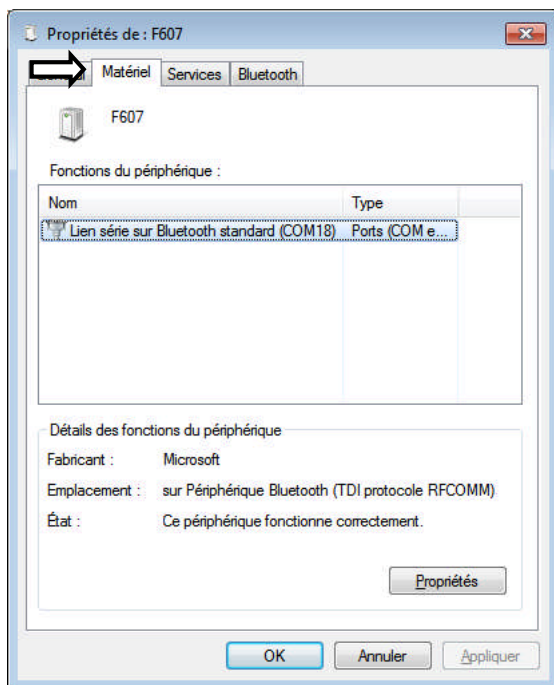 Propriétés de : F607
Matériel Services Bluetooth
F607
Fonctions du périphérique :
Nom Type
Lien série sur Bluetooth standard (COM18) Ports (COM e...
Détails des fonctions du périphérique
Fabricant : Microsoft
Emplacement : sur Périphérique Bluetooth (TDI protocole RFCOMM)
État : Ce périphérique fonctionne correctement.
Propriétés
OK Annuler Appliquer